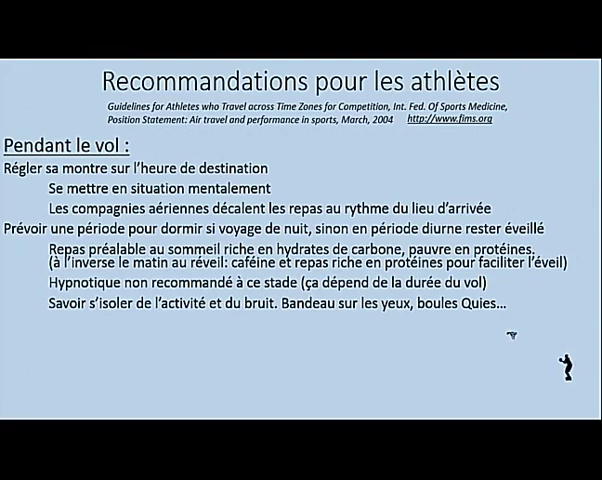 Recommandations pour les athlètes
Guidelines for Athletes who Travel across Time Zones for Competition, Int. Fed. Of Sports Medicine,
Position Statement: Air travel and performance in sports, March, 2004 http://www.fims.org
Pendant le vol :
Régler sa montre sur l’heure de destination
Se mettre en situation mentalement
Les compagnies aériennes décalent les repas au rythme du lieu d’arrivée
Prévoir une période pour dormir si voyage de nuit, sinon en période diurne rester éveillé
Repas préalable au sommeil riche en hydrates de carbone, pauvre en protéines.
(à l’inverse le matin au réveil: caféine et repas riche en protéines pour faciliter l’éveil)
Hypnotique non recommandé à ce stade (ça dépend de la durée du vol)
Savoir s’isoler de l’activité et du bruit. Bandeau sur les yeux, boules Quies…